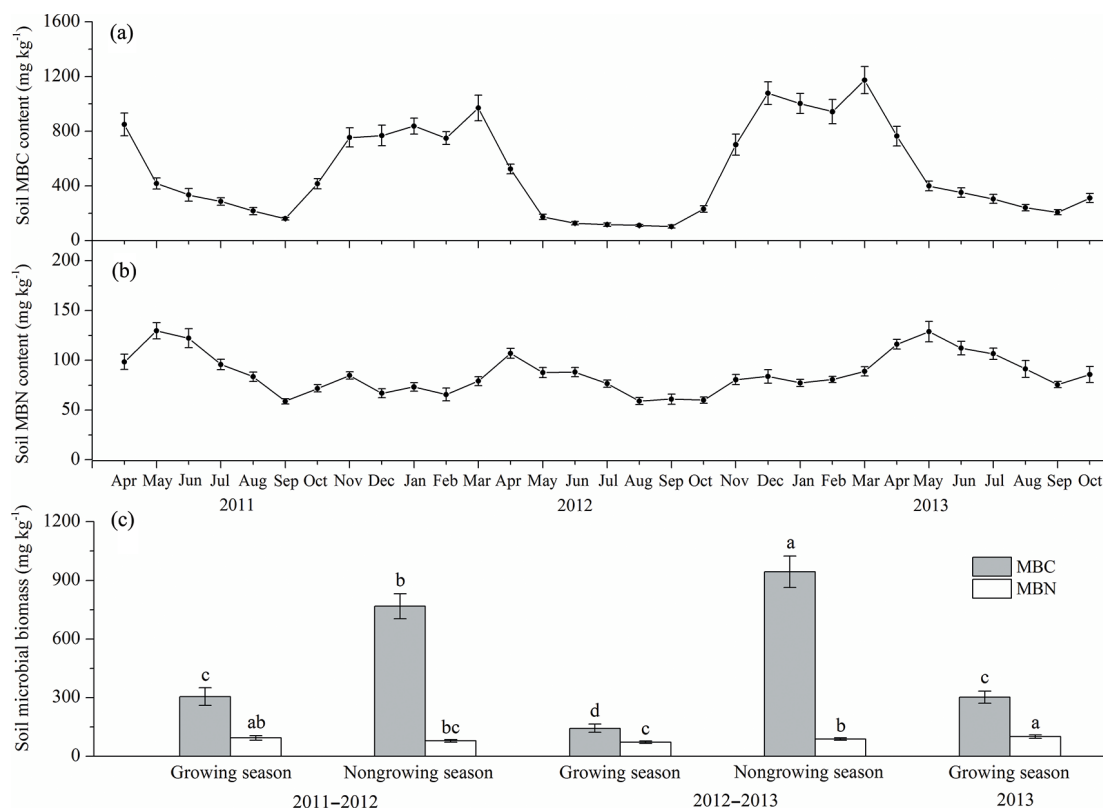 (a)
Soil MBC content (mg kg⁻¹)
1600
1200
800
400
0
(b)
Soil MBN content (mg kg⁻¹)
200
150
100
50
0
Apr May Jun Jul Aug Sep Oct Nov Dec Jan Feb Mar Apr May Jun Jul Aug Sep Oct Nov Dec Jan Feb Mar Apr May Jun Jul Aug Sep Oct
2011 2012 2013
(c)
Soil microbial biomass (mg kg⁻¹)
1200
900
600
300
0
MBC
MBN
c ab b bc d c a b c a
Growing season Nongrowing season Growing season Nongrowing season Growing season
2011–2012 2012–2013 2013